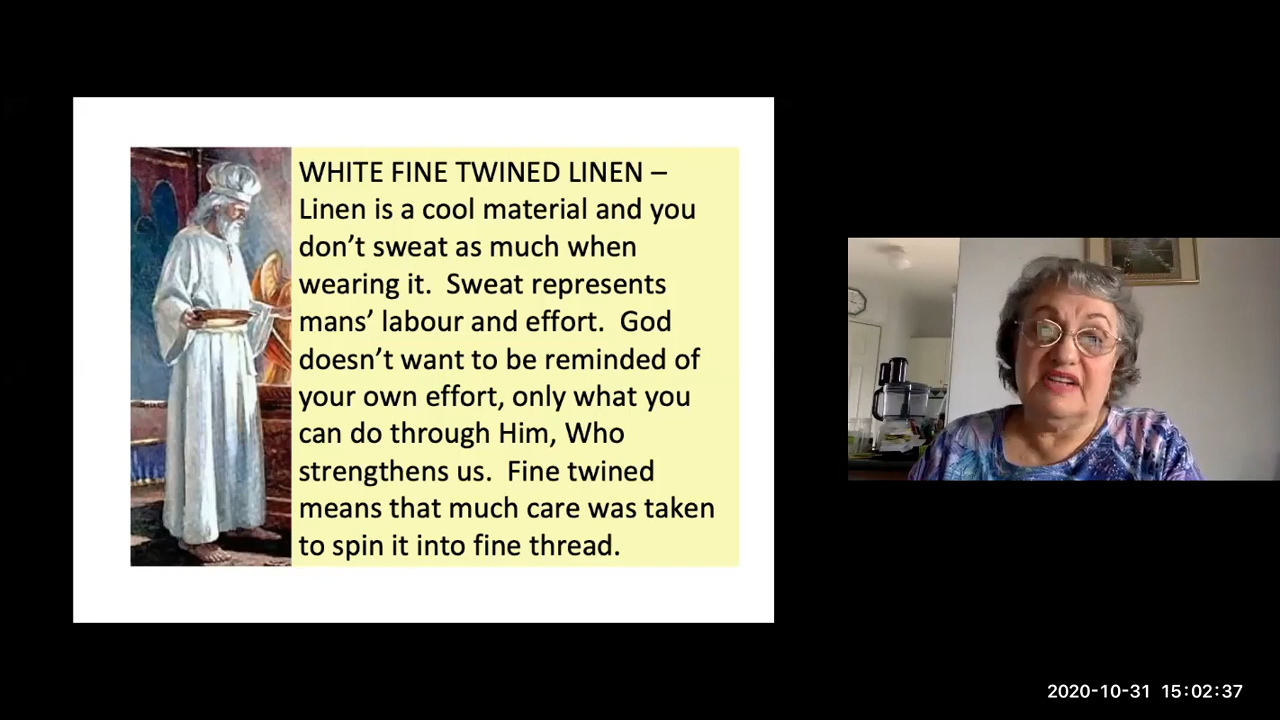 WHITE FINE TWINED LINEN –
Linen is a cool material and you
don’t sweat as much when
wearing it.  Sweat represents
mans’ labour and effort.  God
doesn’t want to be reminded of
your own effort, only what you
can do through Him, Who
strengthens us.  Fine twined
means that much care was taken
to spin it into fine thread.
2020-10-31 15:02:37